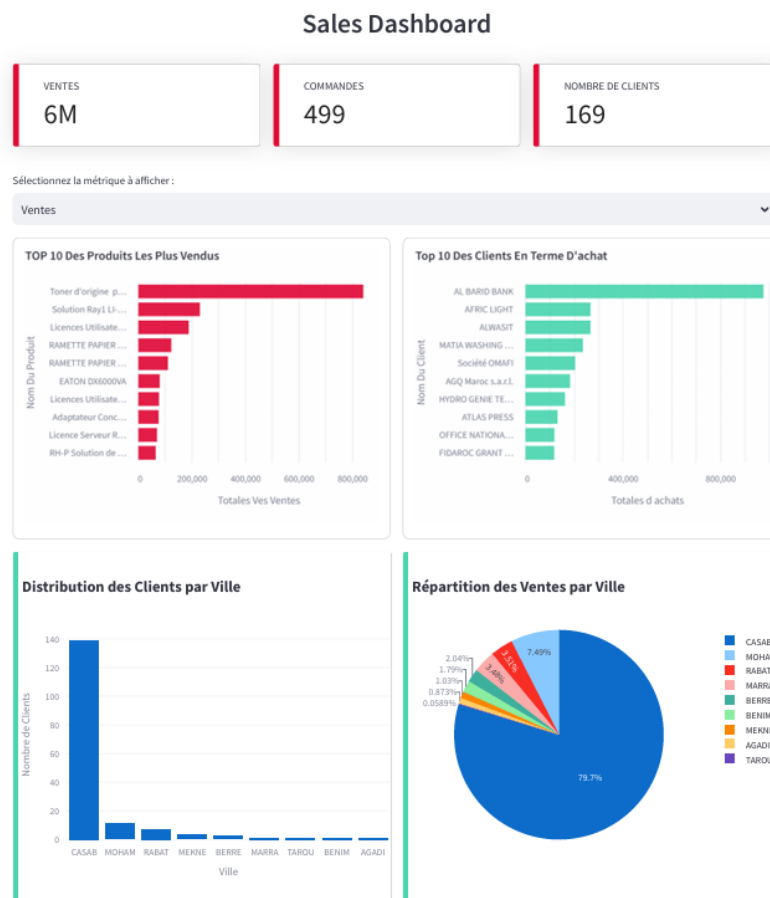 Sales Dashboard
VENTES
6M
COMMANDES
499
NOMBRE DE CLIENTS
169
Sélectionnez la métrique à afficher :
Ventes
TOP 10 Des Produits Les Plus Vendus
Nom Du Produit
Toner d'origine p...
Solution Ray1 LI-...
Licences Utilisate...
RAMETTE PAPIER ...
RAMETTE PAPIER ...
EATON DX6000VA
Licences Utilisate...
Adaptateur Conc...
Licence Serveur R...
RH-P Solution de ...
0 200,000 400,000 600,000 800,000
Totales Ves Ventes
Top 10 Des Clients En Terme D'achat
Nom Du Client
AL BARID BANK
AFRIC LIGHT
ALWASIT
MATIA WASHING ...
Société OMAFI
AGQ Maroc s.a.r.l.
HYDRO GENIE TE...
ATLAS PRESS
OFFICE NATIONA...
FIDAROC GRANT ...
0 400,000 800,000
Totales d achats
Distribution des Clients par Ville
Nombre de Clients
140
120
100
80
60
40
20
0
CASAB MOHAM RABAT MEKNE BERRE MARRA TAROU BENIM AGADI
Ville
Répartition des Ventes par Ville
7.49%
3.51%
3.48%
2.04%
1.79%
1.03%
0.873%
0.0589%
79.7%
CASAB
MOHA
RABAT
MARRA
BERRE
BENIM
MEKNE
AGADI
TAROU